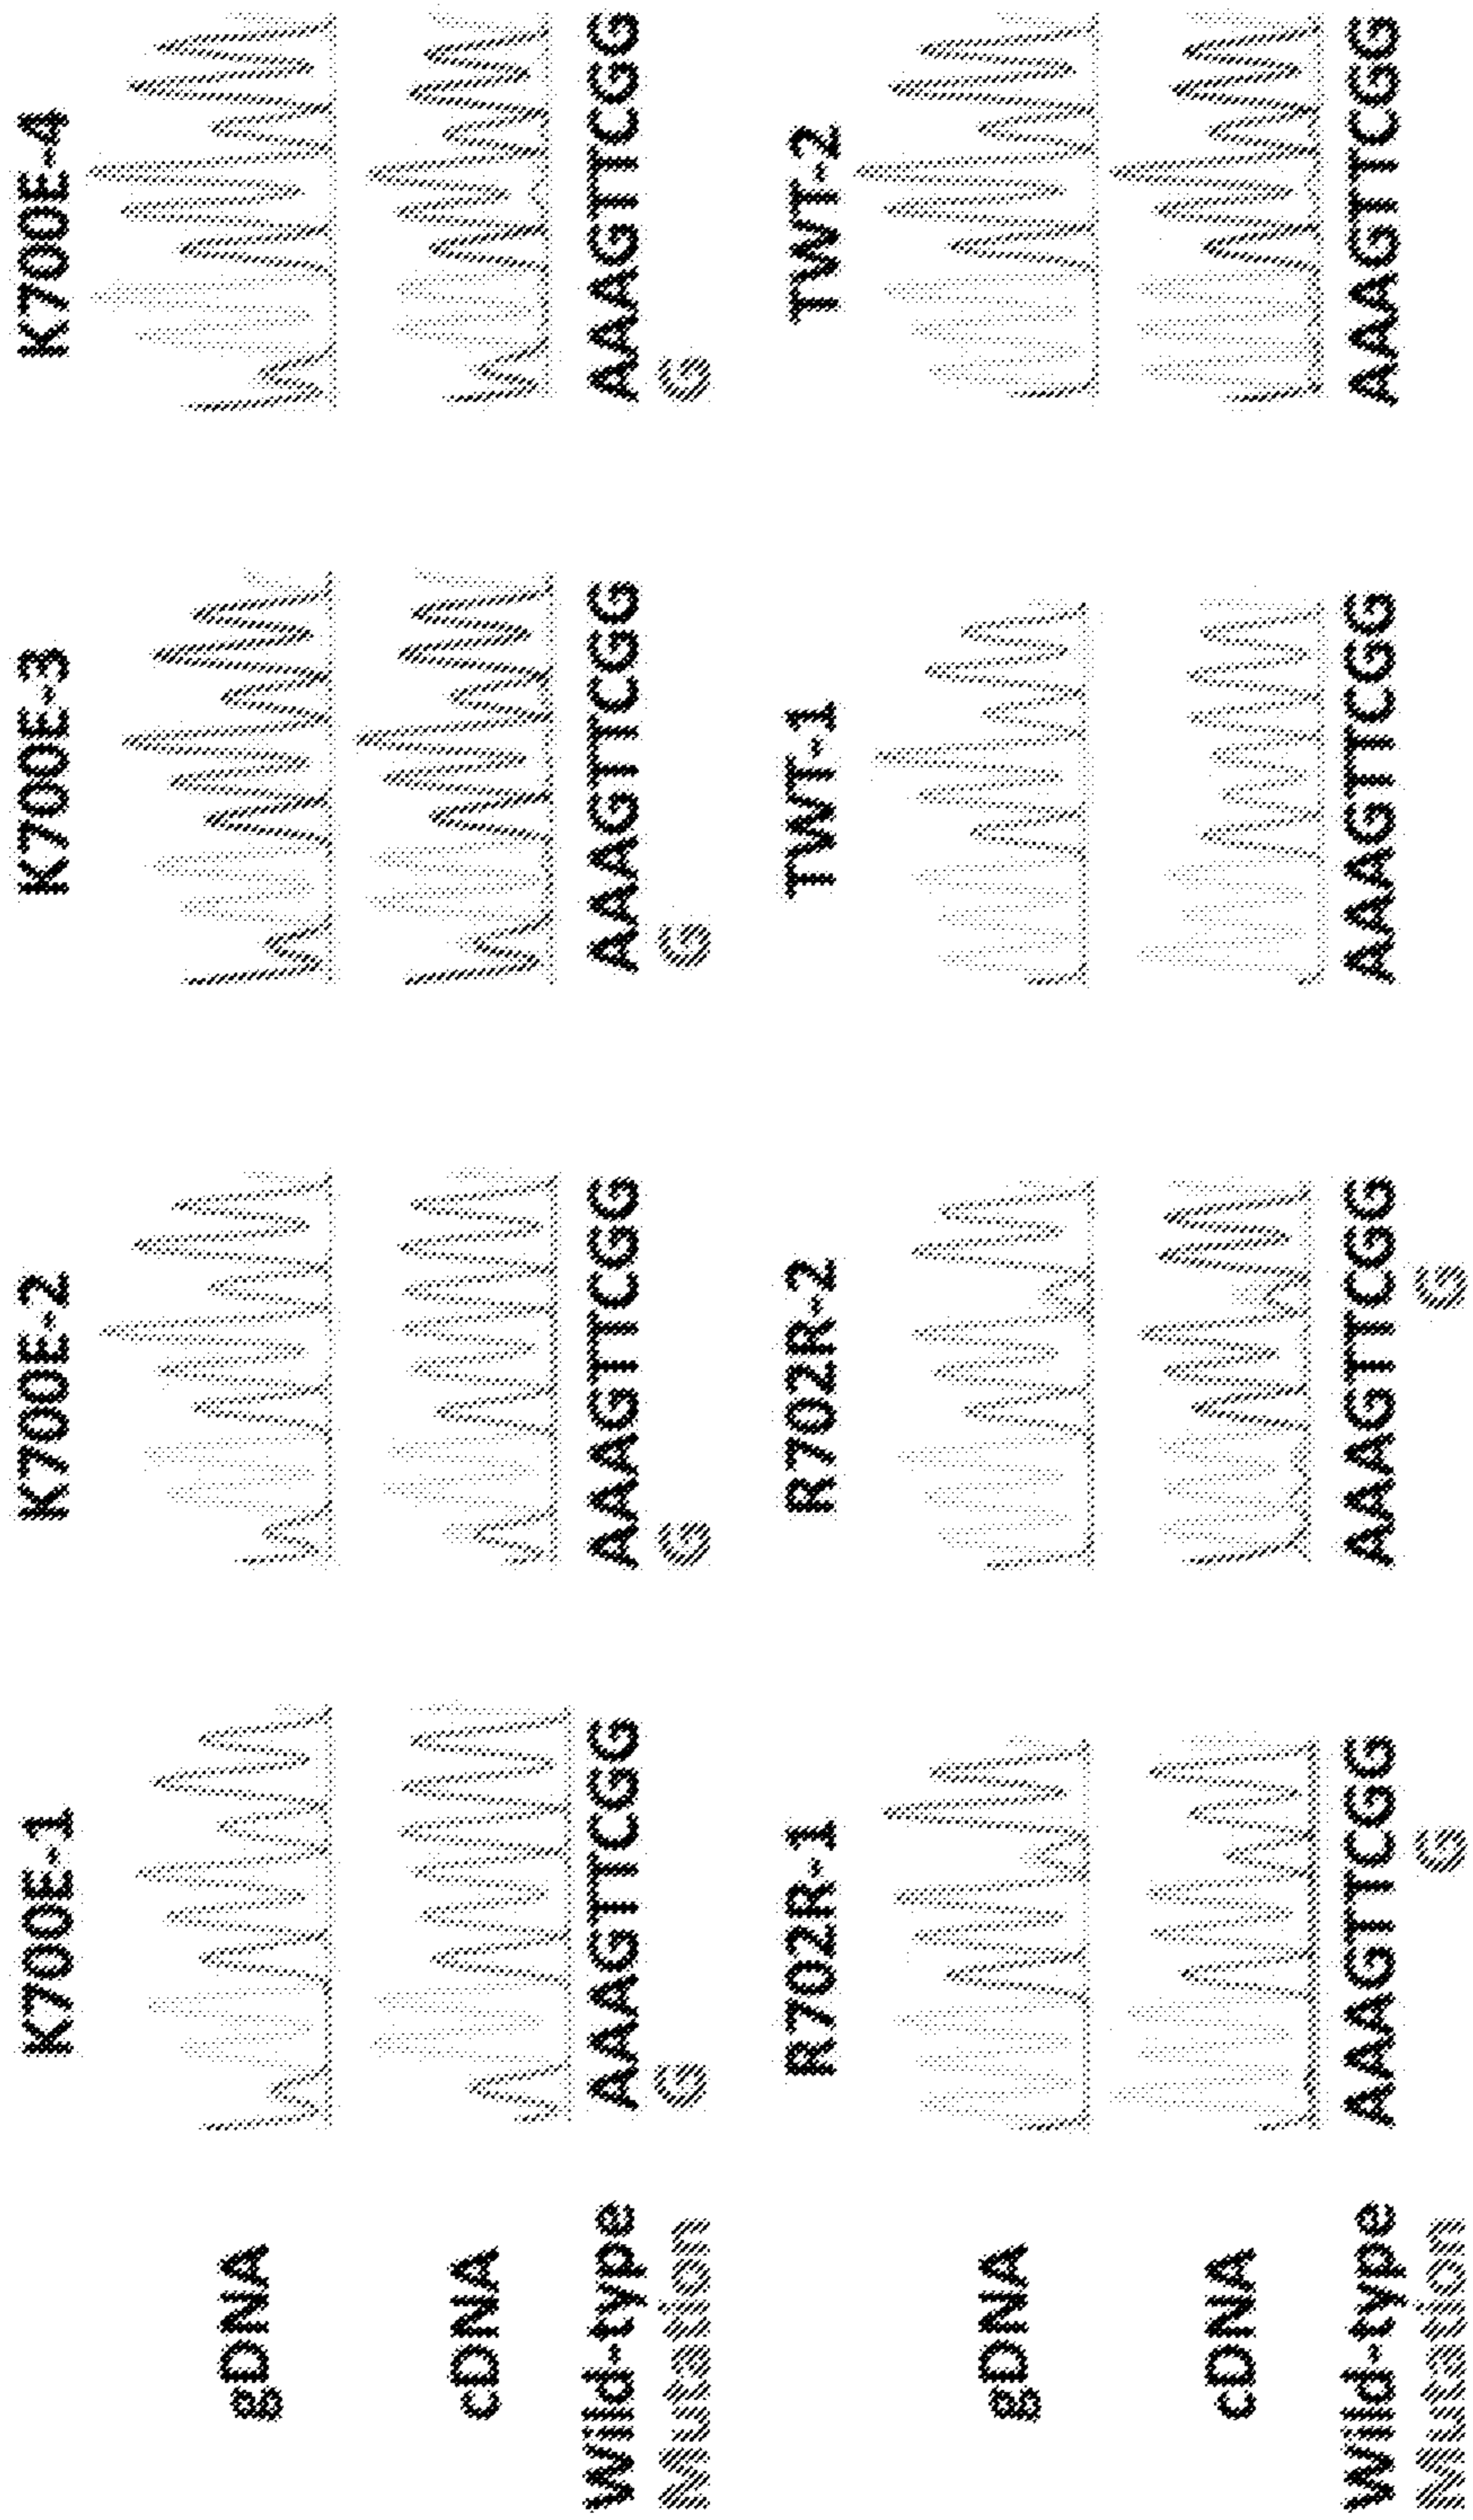 K700E-1 K700E-2 K700E-3 K700E-4
gDNA
cDNA
Wild-type AAAGTTCGG AAAGTTCGG AAAGTTCGG AAAGTTCGG
Mutation G G G G
R702R-1 R702R-2 TWT-1 TWT-2
gDNA
cDNA
Wild-type AAAGTTCGG AAAGTTCGG AAAGTTCGG AAAGTTCGG
Mutation G G